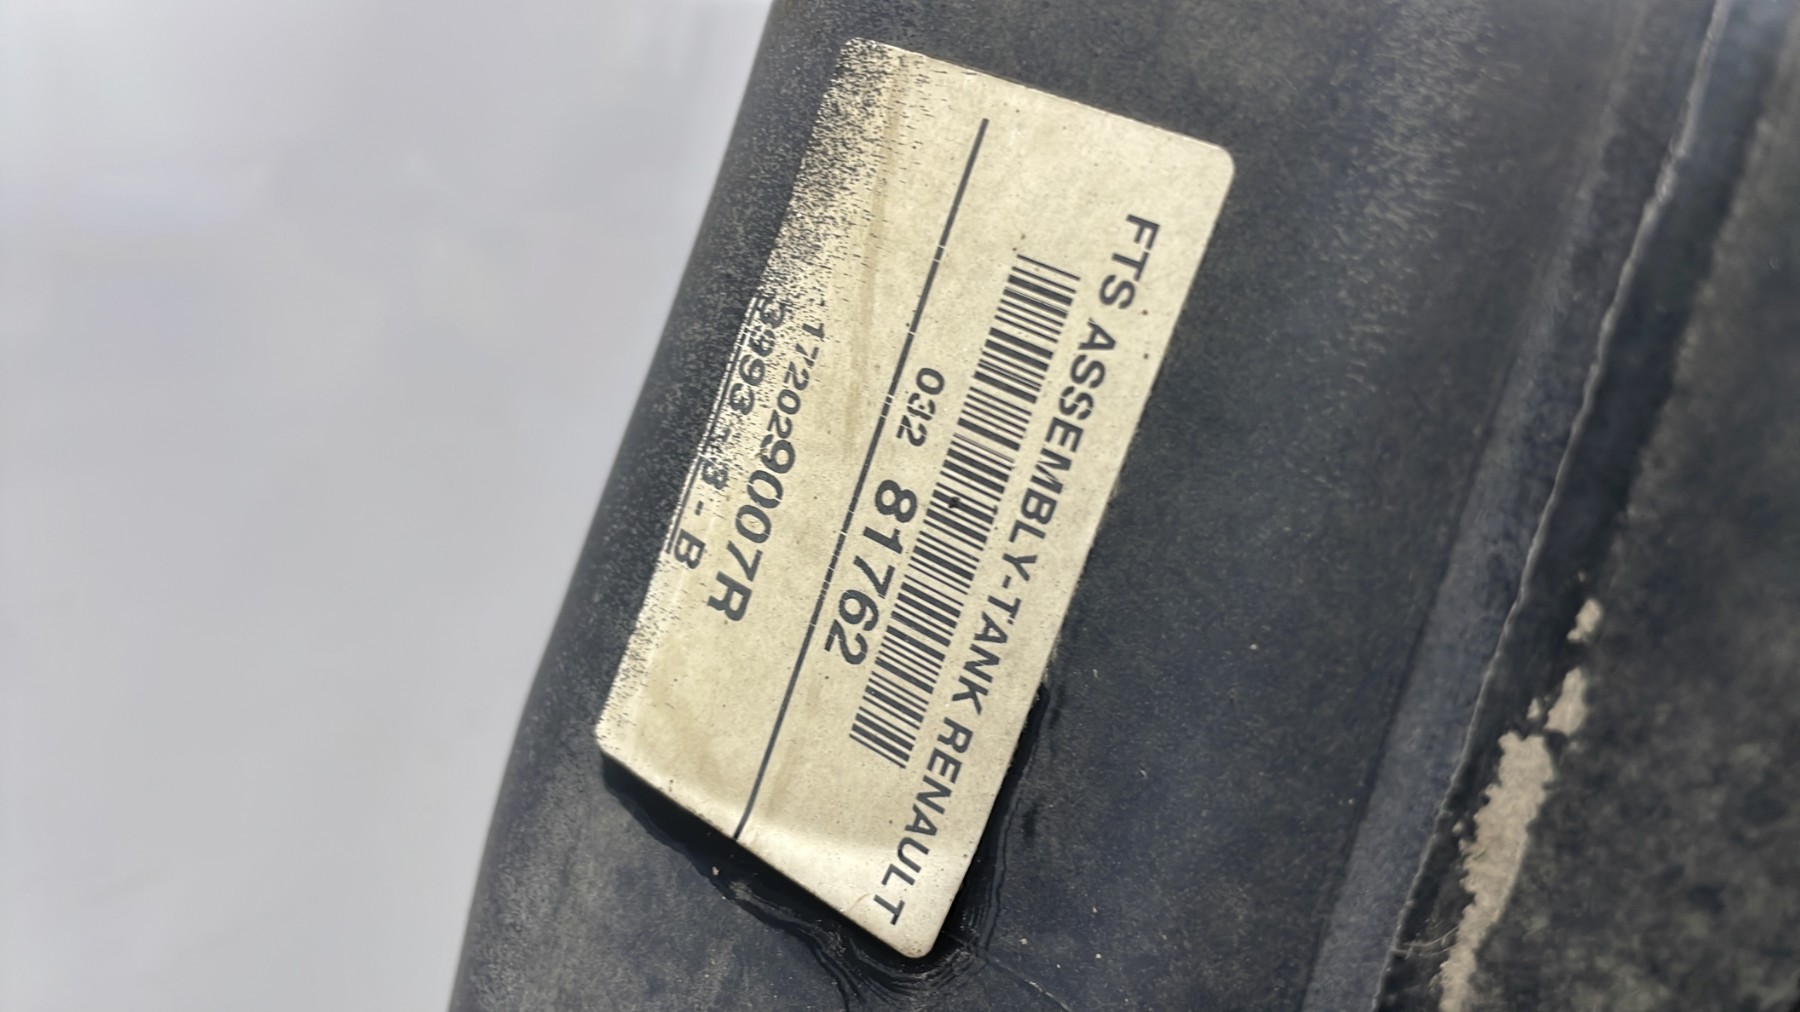 FTS ASSEMBLY-TANK RENAULT
032 81762
172029007R